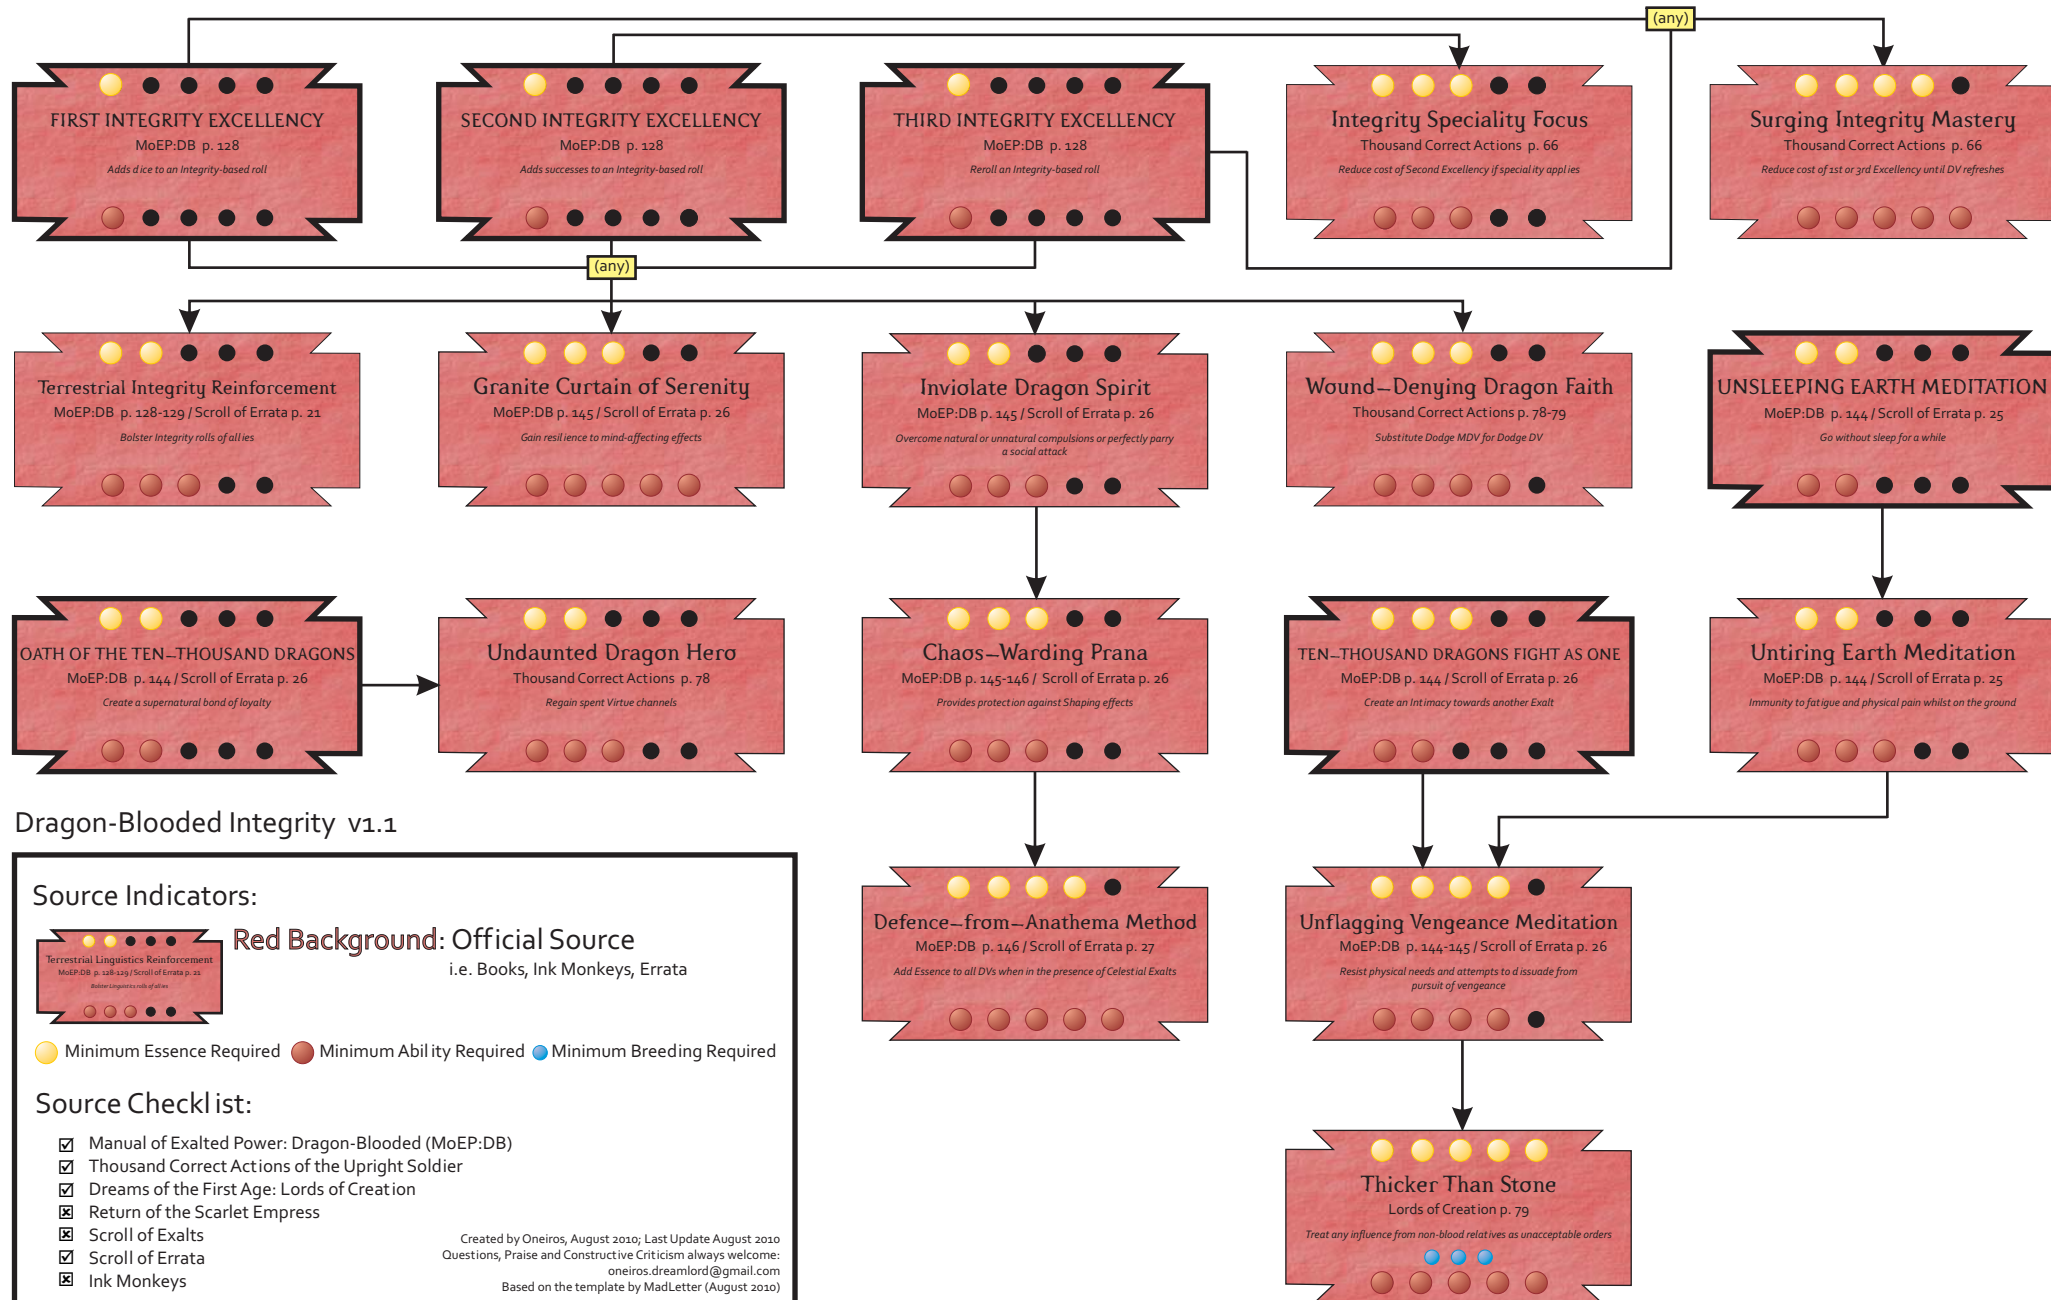 (any)
FIRST INTEGRITY EXCELLENCY
MoEP:DB p. 128
Adds dice to an Integrity-based roll
SECOND INTEGRITY EXCELLENCY
MoEP:DB p. 128
Adds successes to an Integrity-based roll
THIRD INTEGRITY EXCELLENCY
MoEP:DB p. 128
Reroll an Integrity-based roll
Integrity Speciality Focus
Thousand Correct Actions p. 66
Reduce cost of Second Excellency if speciality applies
Surging Integrity Mastery
Thousand Correct Actions p. 66
Reduce cost of 1st or 3rd Excellency until DV refreshes
(any)
Terrestrial Integrity Reinforcement
MoEP:DB p. 128-129 / Scroll of Errata p. 21
Bolster Integrity rolls of allies
Granite Curtain of Serenity
MoEP:DB p. 145 / Scroll of Errata p. 26
Gain resilience to mind-affecting effects
Inviolate Dragon Spirit
MoEP:DB p. 145 / Scroll of Errata p. 26
Overcome natural or unnatural compulsions or perfectly parry
a social attack
Wound-Denying Dragon Faith
Thousand Correct Actions p. 78-79
Substitute Dodge MDV for Dodge DV
UNSLEEPING EARTH MEDITATION
MoEP:DB p. 144 / Scroll of Errata p. 25
Go without sleep for a while
OATH OF THE TEN-THOUSAND DRAGONS
MoEP:DB p. 144 / Scroll of Errata p. 26
Create a supernatural bond of loyalty
Undaunted Dragon Hero
Thousand Correct Actions p. 78
Regain spent Virtue channels
Chaos-Warding Prana
MoEP:DB p. 145-146 / Scroll of Errata p. 26
Provides protection against Shaping effects
TEN-THOUSAND DRAGONS FIGHT AS ONE
MoEP:DB p. 144 / Scroll of Errata p. 26
Create an Intimacy towards another Exalt
Untiring Earth Meditation
MoEP:DB p. 144 / Scroll of Errata p. 25
Immunity to fatigue and physical pain whilst on the ground
Dragon-Blooded Integrity v1.1
Defence-from-Anathema Method
MoEP:DB p. 146 / Scroll of Errata p. 27
Add Essence to all DVs when in the presence of Celestial Exalts
Unflagging Vengeance Meditation
MoEP:DB p. 144-145 / Scroll of Errata p. 26
Resist physical needs and attempts to dissuade from
pursuit of vengeance
Source Indicators:
Terrestrial Linguistics Reinforcement
MoEP:DB p. 128-129 / Scroll of Errata p. 21
Bolster Linguistics rolls of allies
Red Background: Official Source
i.e. Books, Ink Monkeys, Errata
Minimum Essence Required
Minimum Ability Required
Minimum Breeding Required
Source Checklist:
Manual of Exalted Power: Dragon-Blooded (MoEP:DB)
Thousand Correct Actions of the Upright Soldier
Dreams of the First Age: Lords of Creation
Return of the Scarlet Empress
Scroll of Exalts
Scroll of Errata
Ink Monkeys
Created by Oneiros, August 2010; Last Update August 2010
Questions, Praise and Constructive Criticism always welcome:
oneiros.dreamlord@gmail.com
Based on the template by MadLetter (August 2010)
Thicker Than Stone
Lords of Creation p. 79
Treat any influence from non-blood relatives as unacceptable orders